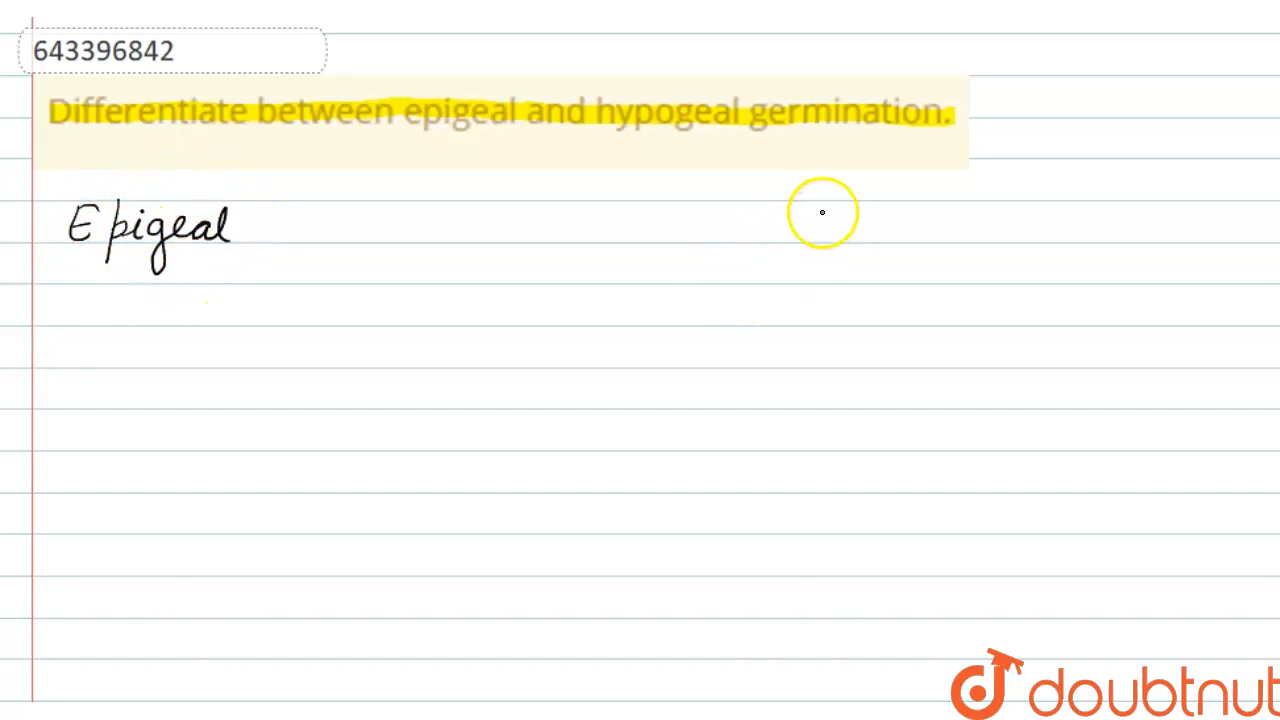 643396842
Differentiate between epigeal and hypogeal germination.
Epigeal
doubtnut